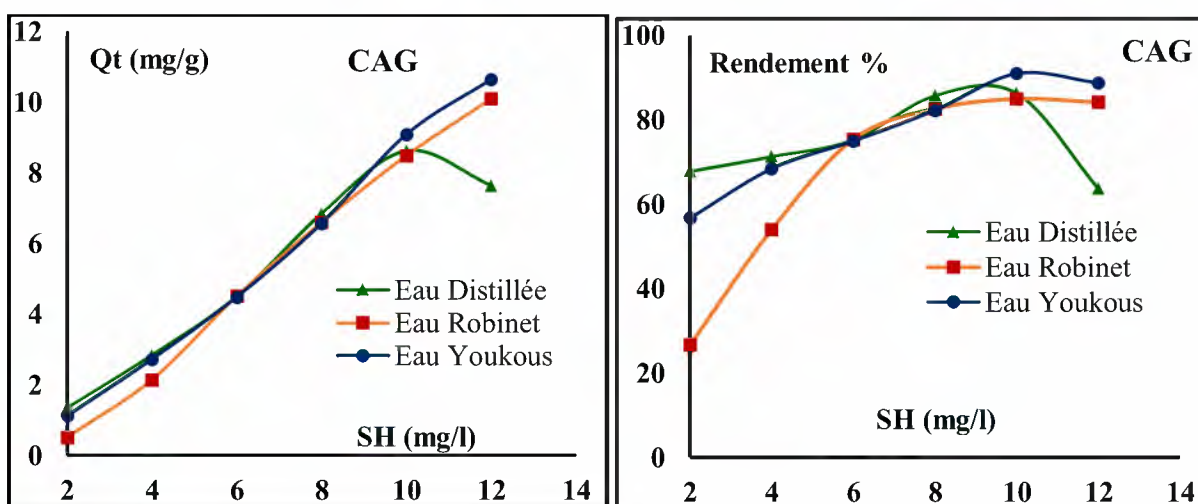 12
10
8
6
4
2
0
Qt (mg/g)
CAG
Eau Distillée
Eau Robinet
Eau Youkous
SH (mg/l)
2 4 6 8 10 12 14
100
80
60
40
20
0
Rendement %
CAG
Eau Distillée
Eau Robinet
Eau Youkous
SH (mg/l)
2 4 6 8 10 12 14